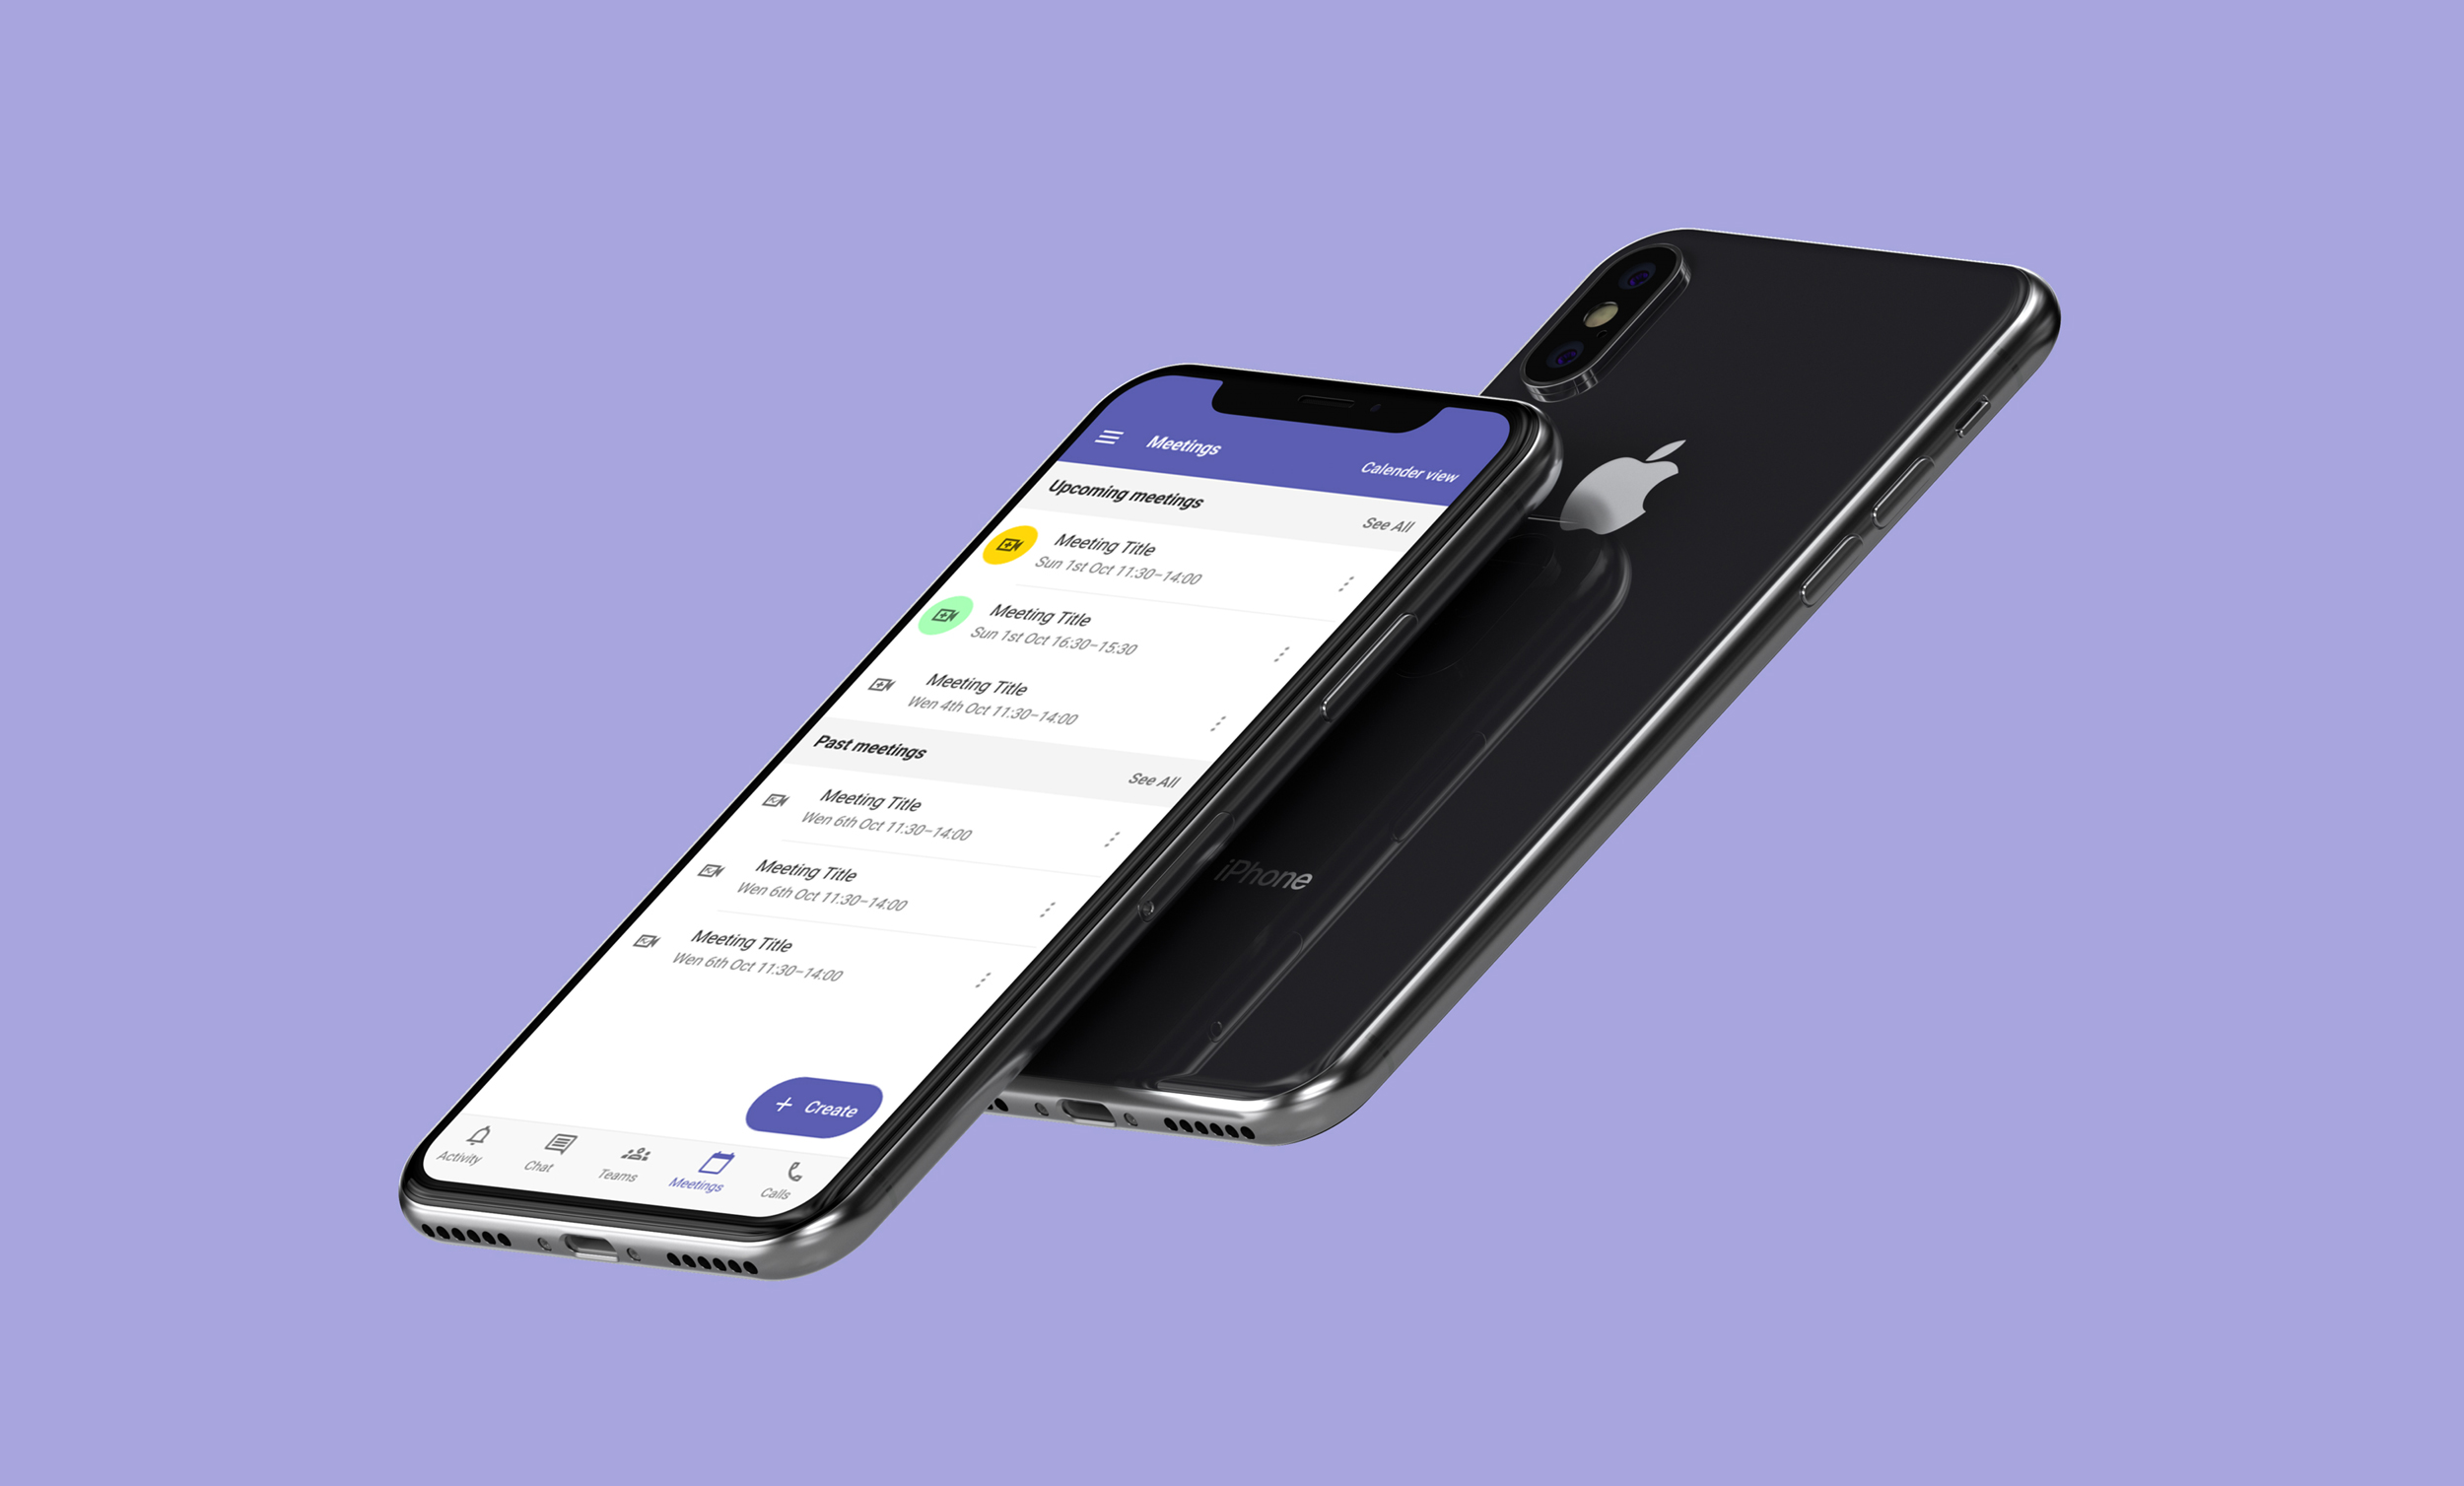 Meetings
Calender view
Upcoming meetings
See All
Meeting Title
Sun 1st Oct 11:30–14:00
Meeting Title
Sun 1st Oct 16:30–15:30
Meeting Title
Wen 4th Oct 11:30–14:00
Past meetings
See All
Meeting Title
Wen 6th Oct 11:30–14:00
Meeting Title
Wen 6th Oct 11:30–14:00
Meeting Title
Wen 6th Oct 11:30–14:00
+ Create
Activity
Chat
Teams
Meetings
Calls
iPhone